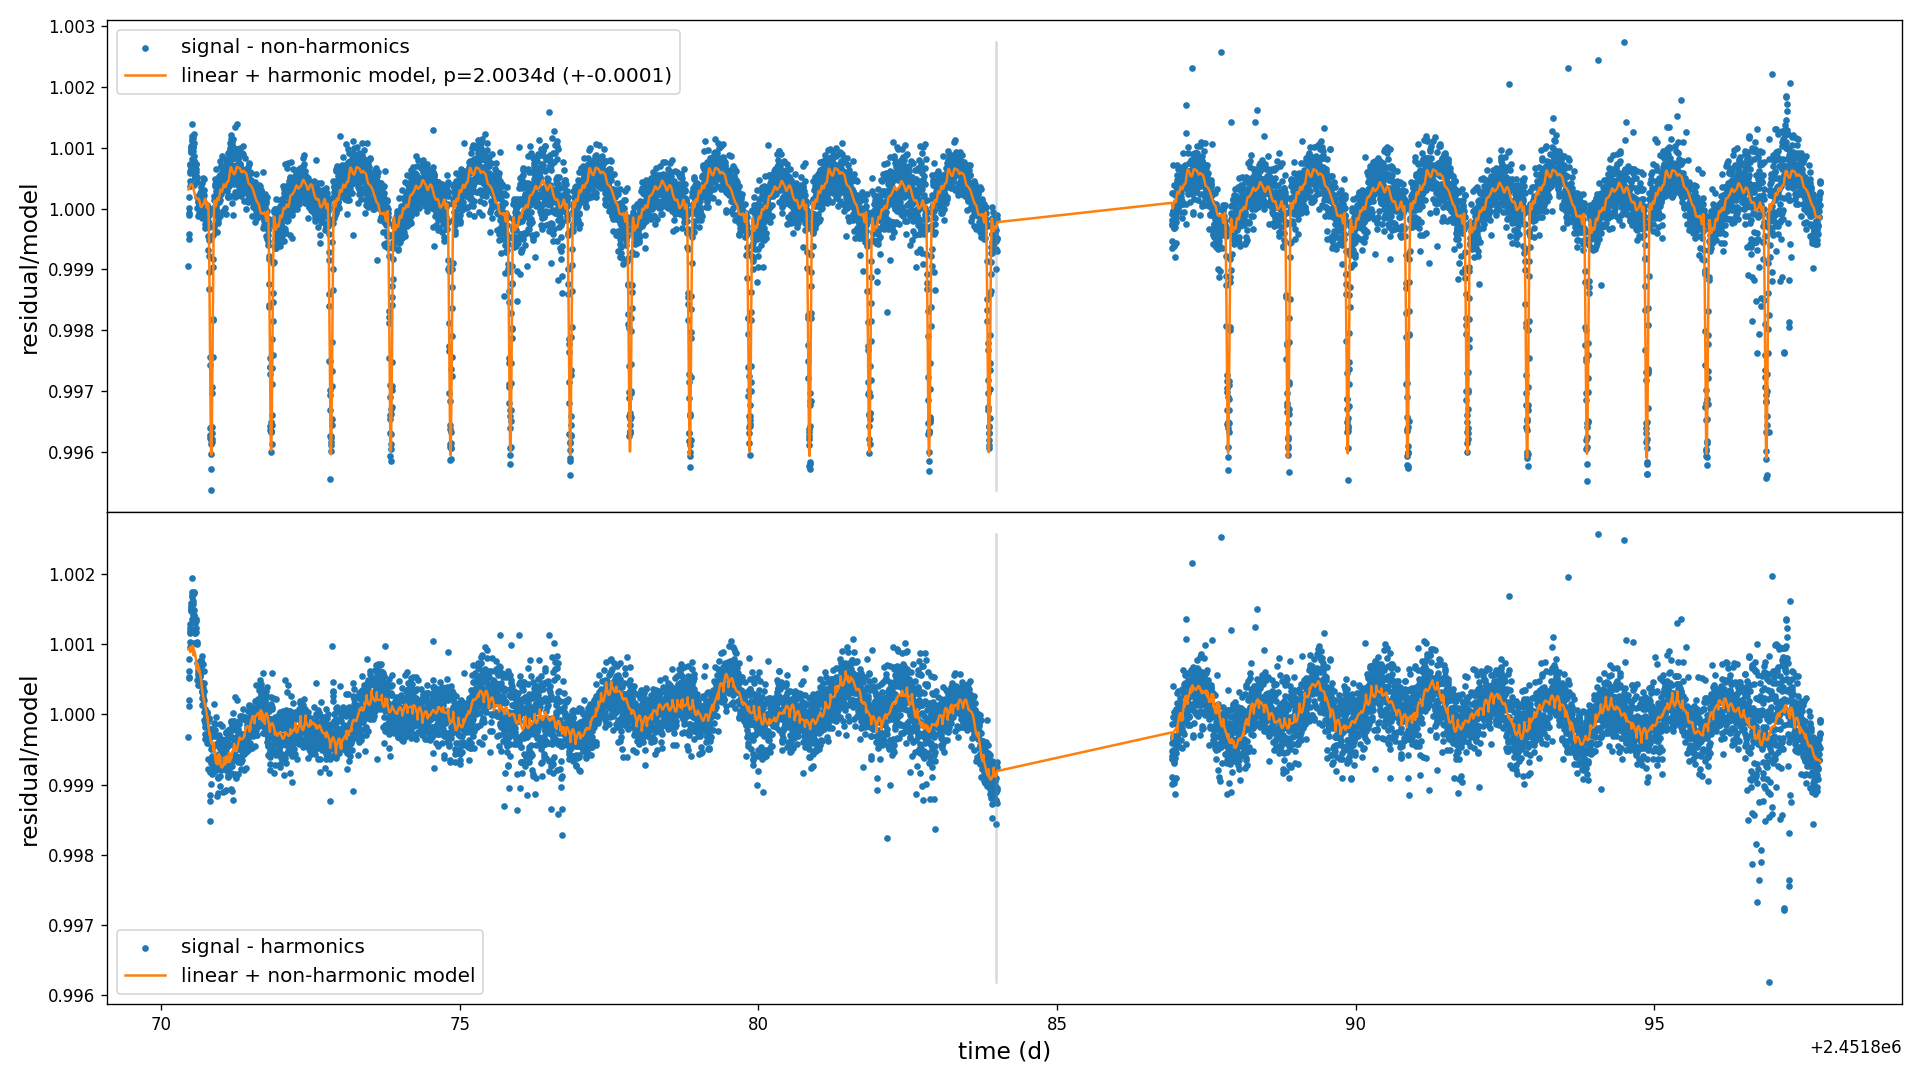 1.003
1.002
1.001
1.000
0.999
0.998
0.997
0.996
residual/model
signal - non-harmonics
linear + harmonic model, p=2.0034d (+-0.0001)
1.002
1.001
1.000
0.999
0.998
0.997
0.996
residual/model
signal - harmonics
linear + non-harmonic model
70
75
80
85
90
95
time (d)
+2.4518e6